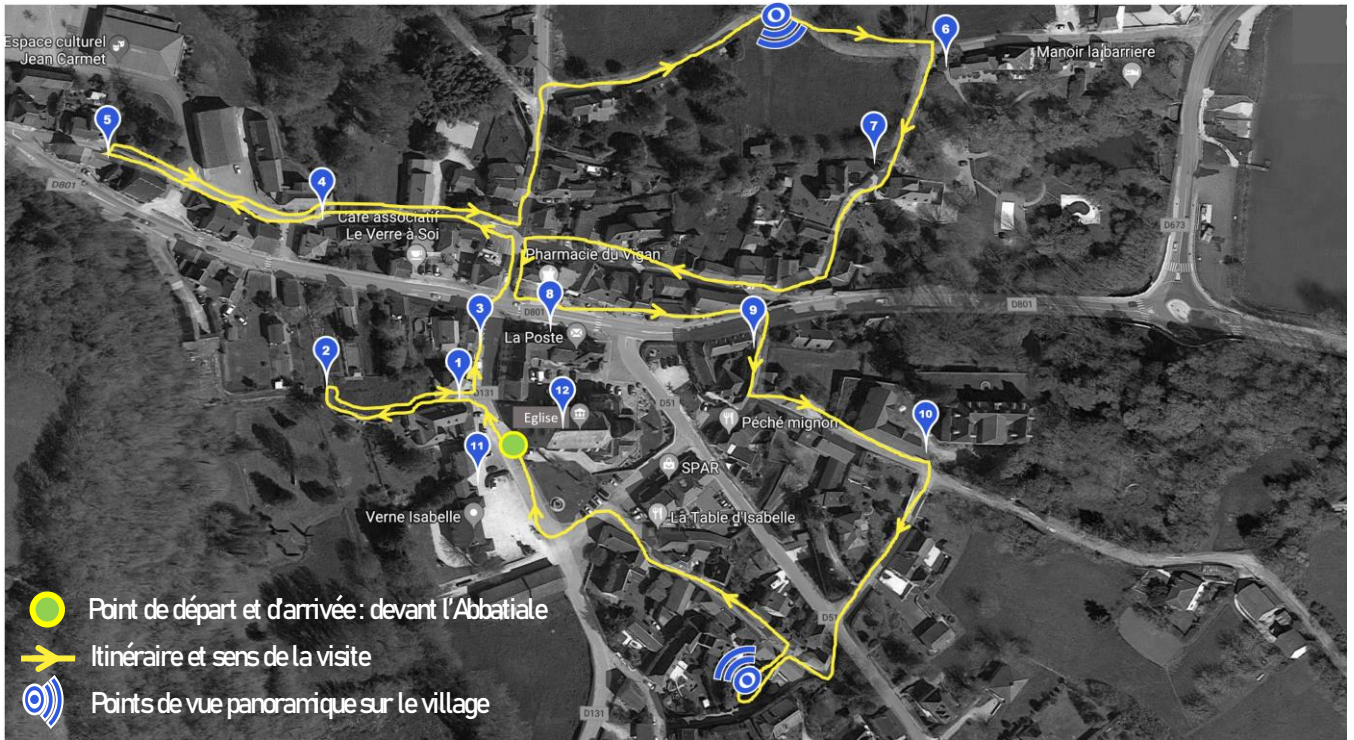 6
Espace culturel
Jean Carmet
Manoir la barriere
5
7
4
D801
Café associatif
Le Verre à Soi
D673
Pharmacie du Vigan
8
3
D801
D801
9
La Poste
2
1
D131
12
D51
Eglise
Péché mignon
10
11
SPAR
Verne Isabelle
La Table d'Isabelle
Point de départ et d'arrivée : devant l'Abbatiale
D51
Itinéraire et sens de la visite
Points de vue panoramique sur le village
D131